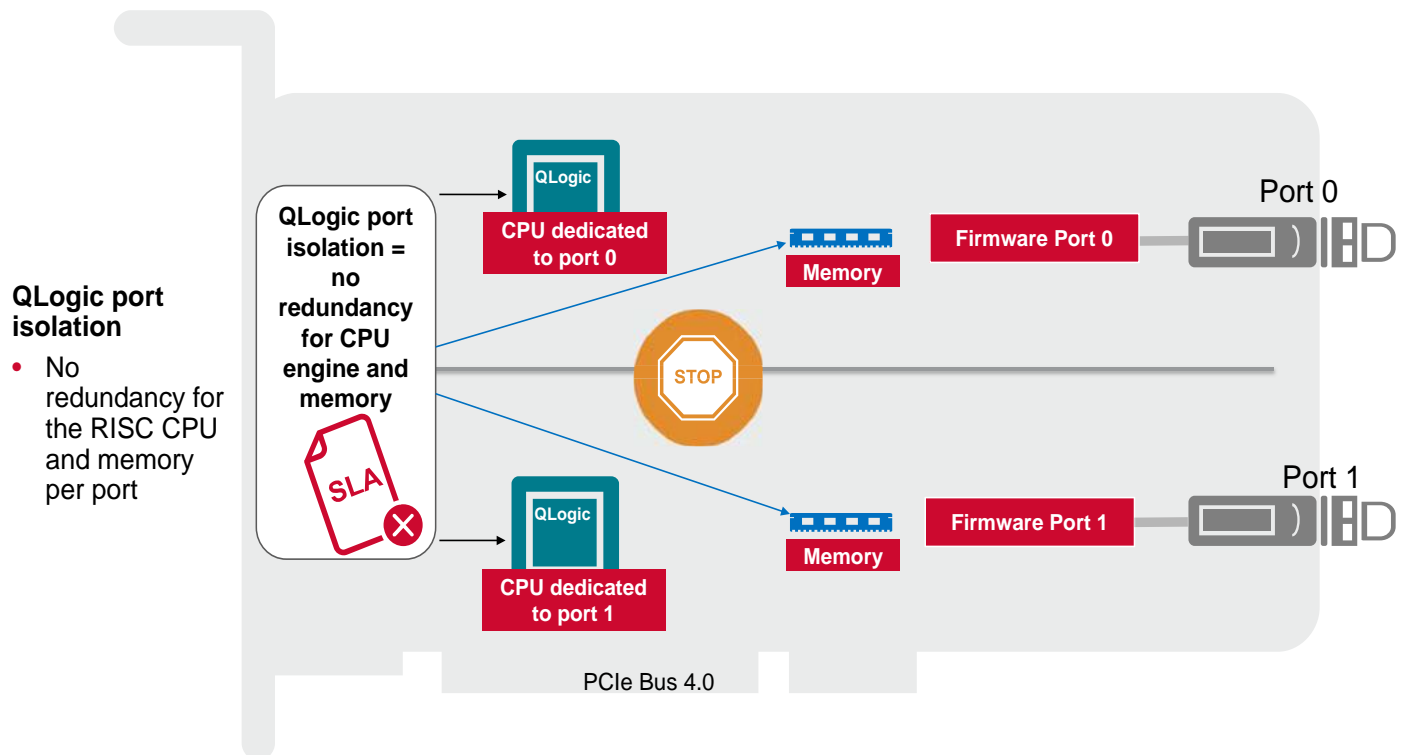 QLogic port
isolation
• No
redundancy for
the RISC CPU
and memory
per port
QLogic port
isolation =
no
redundancy
for CPU
engine and
memory
SLA
QLogic
CPU dedicated
to port 0
Memory
Firmware Port 0
Port 0
STOP
QLogic
CPU dedicated
to port 1
Memory
Firmware Port 1
Port 1
PCIe Bus 4.0